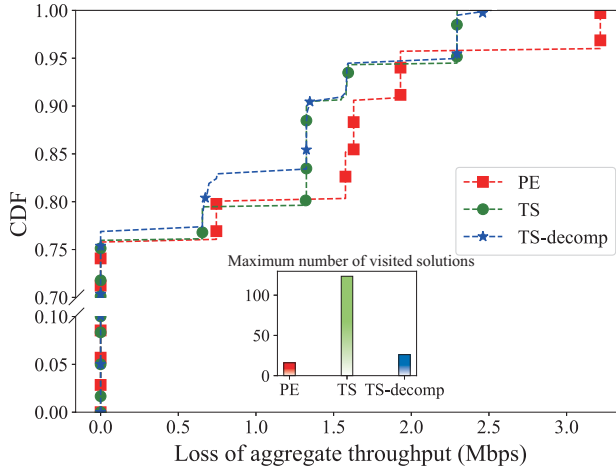 1.00
0.95
0.90
0.85
0.80
0.75
0.70
0.10
0.05
0.00
CDF
PE
TS
TS-decomp
Maximum number of visited solutions
100
50
0
PE TS TS-decomp
0.0 0.5 1.0 1.5 2.0 2.5 3.0
Loss of aggregate throughput (Mbps)